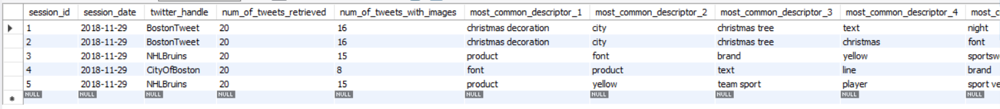 session_id session_date twitter_handle num_of_tweets_retrieved num_of_tweets_with_images most_common_descriptor_1 most_common_descriptor_2 most_common_descriptor_3 most_common_descriptor_4 most_c
1 2018-11-29 BostonTweet 20 16 christmas decoration city christmas tree text night
2 2018-11-29 BostonTweet 20 16 christmas decoration city christmas tree christmas font
3 2018-11-29 NHLBruins 20 15 product font brand yellow sportsw
4 2018-11-29 CityOfBoston 20 8 font product text line brand
5 2018-11-29 NHLBruins 20 15 product yellow team sport player sport ve
NULL NULL NULL NULL NULL NULL NULL NULL NULL NULL